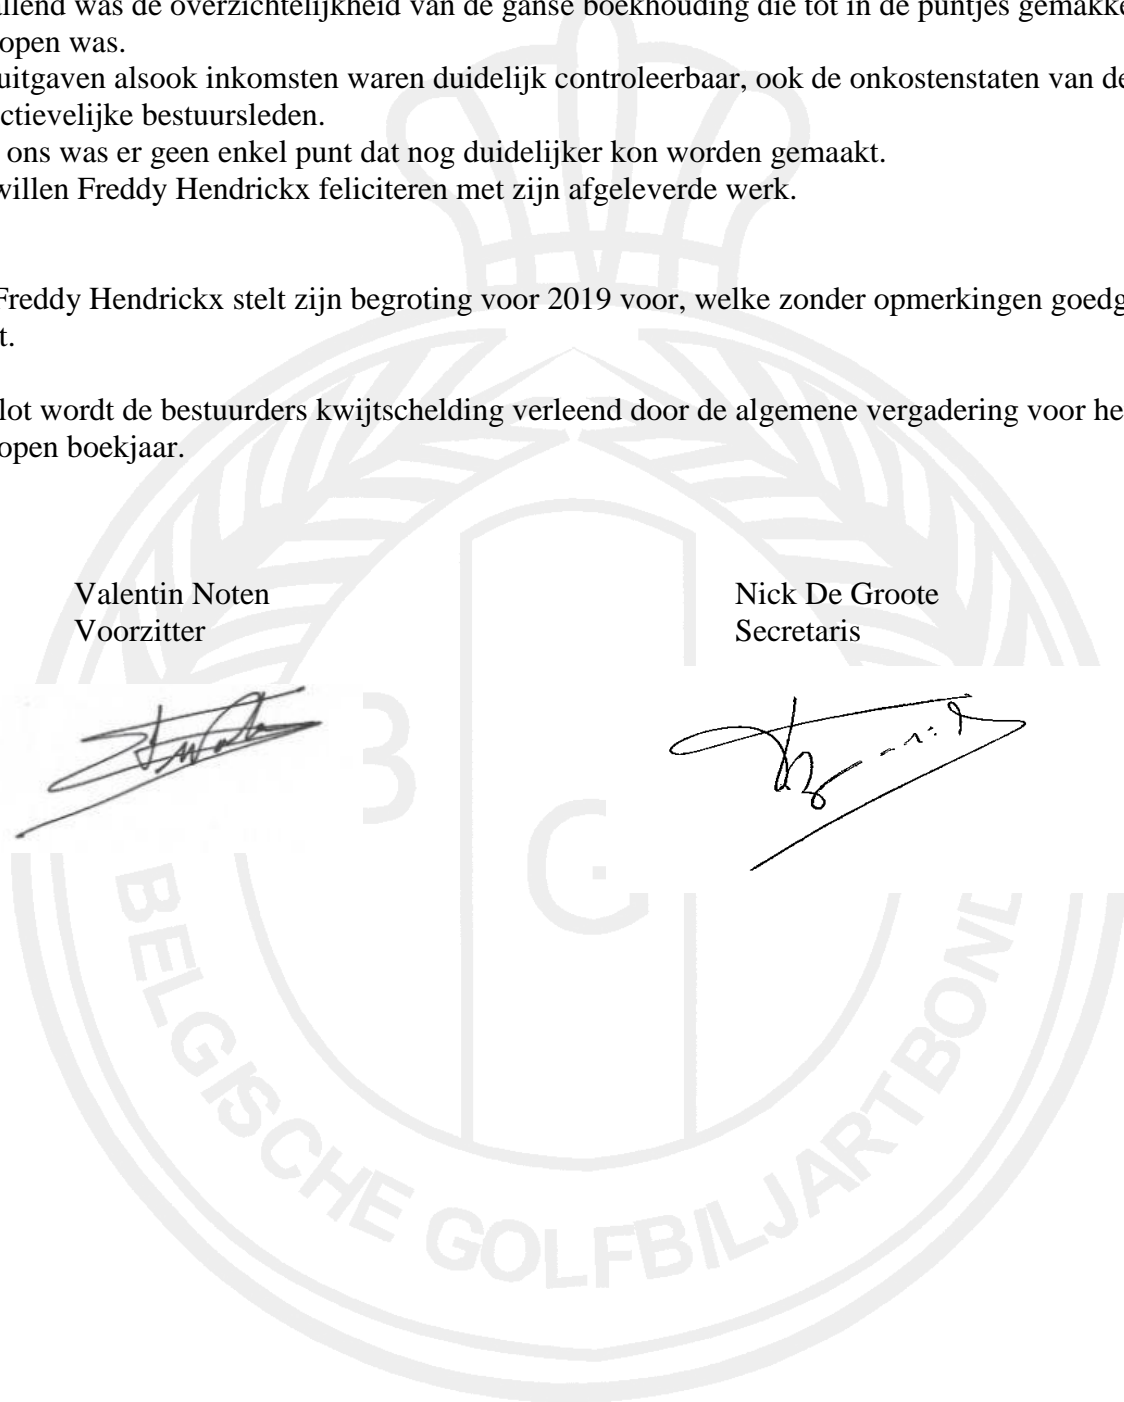 allend was de overzichtelijkheid van de ganse boekhouding die tot in de puntjes gemakke
open was.
uitgaven alsook inkomsten waren duidelijk controleerbaar, ook de onkostenstaten van de
ctievelijke bestuursleden.
ons was er geen enkel punt dat nog duidelijker kon worden gemaakt.
willen Freddy Hendrickx feliciteren met zijn afgeleverde werk.
Freddy Hendrickx stelt zijn begroting voor 2019 voor, welke zonder opmerkingen goedg
t.
lot wordt de bestuurders kwijtschelding verleend door de algemene vergadering voor he
open boekjaar.
Valentin Noten
Voorzitter
Nick De Groote
Secretaris
B
G.
BELGISCHE GOLFBILJARTBOND